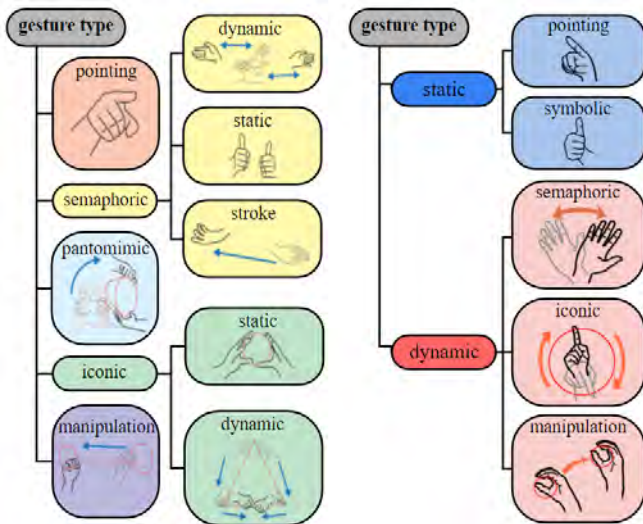 gesture type
pointing
semaphoric
dynamic
static
stroke
pantomimic
iconic
static
dynamic
manipulation
gesture type
static
pointing
symbolic
dynamic
semaphoric
iconic
manipulation